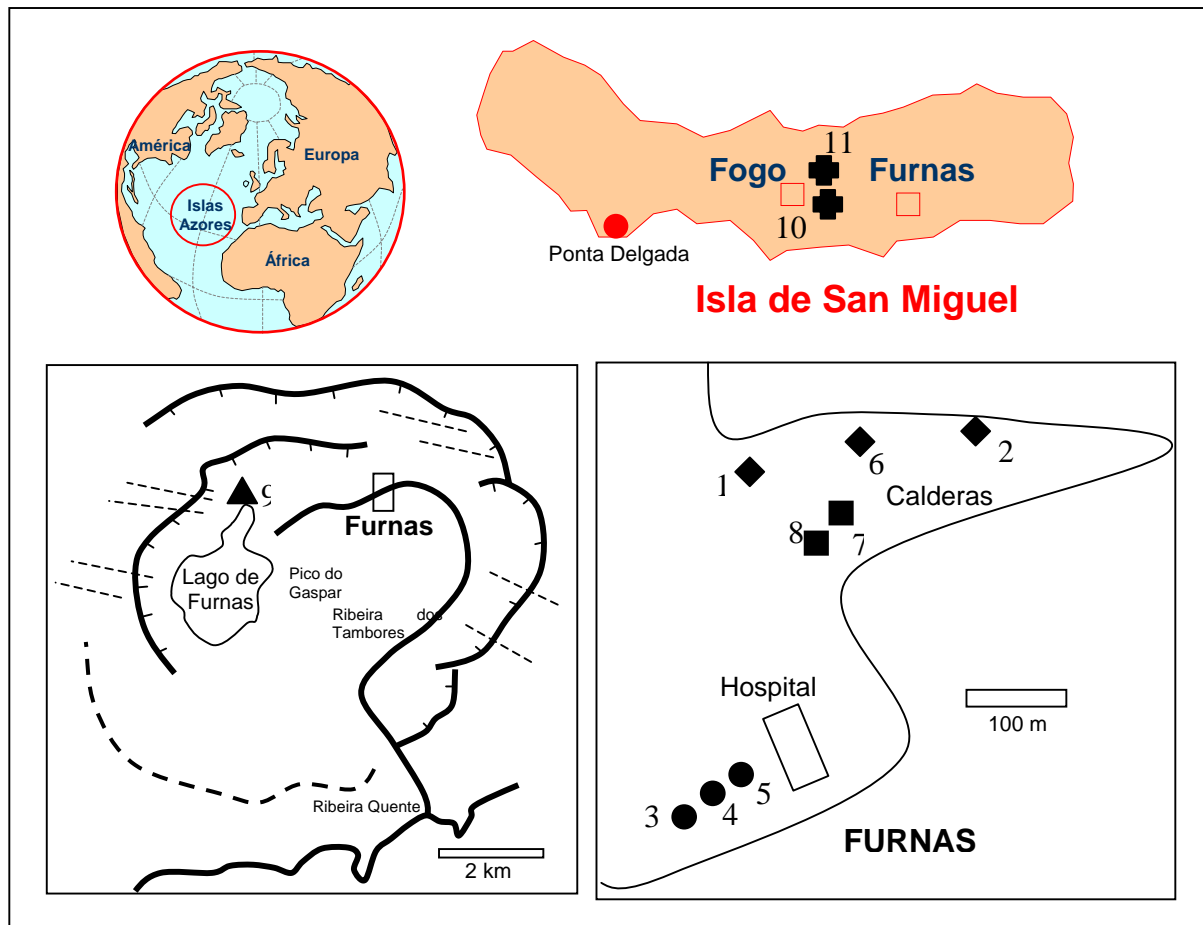 América
Europa
Islas
Azores
África
11
Fogo
Furnas
10
Ponta Delgada
Isla de San Miguel
9
Furnas
Lago de
Furnas
Pico do
Gaspar
Ribeira dos
Tambores
Ribeira Quente
2 km
2
6
1
Calderas
8
7
Hospital
100 m
5
4
3
FURNAS